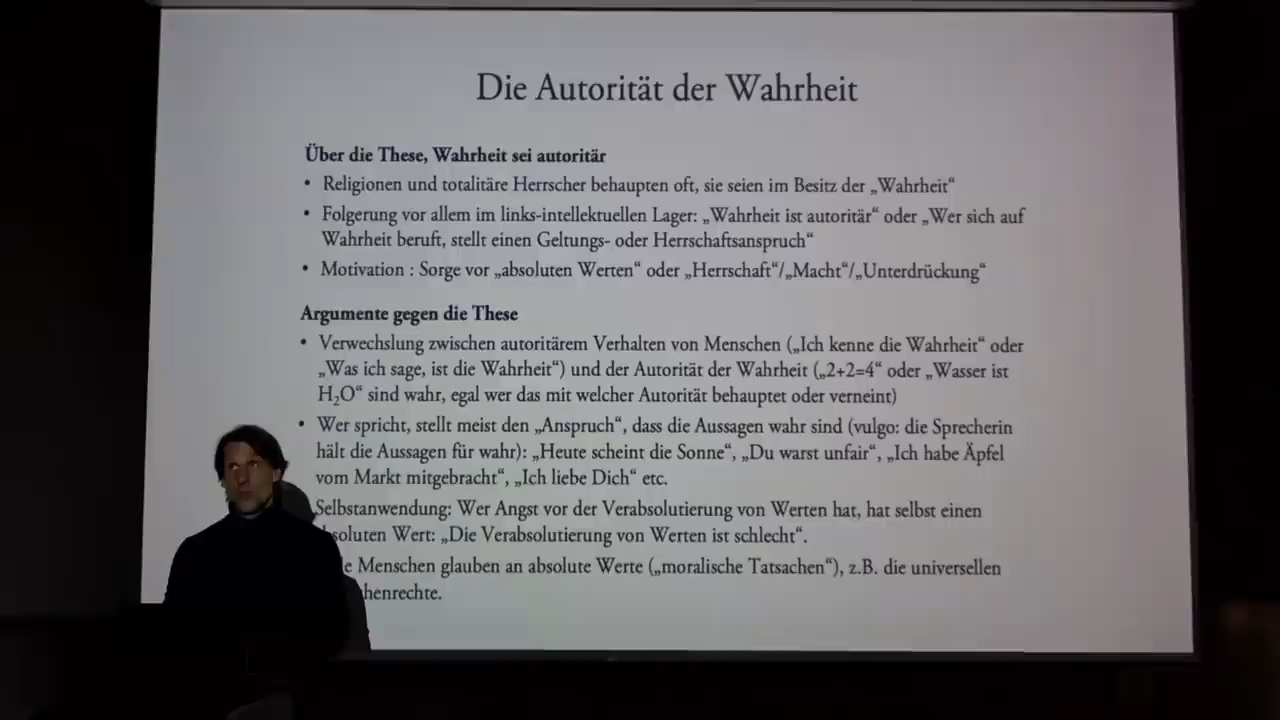 Die Autorität der Wahrheit
Über die These, Wahrheit sei autoritär
• Religionen und totalitäre Herrscher behaupten oft, sie seien im Besitz der „Wahrheit“
• Folgerung vor allem im links-intellektuellen Lager: „Wahrheit ist autoritär“ oder „Wer sich auf
Wahrheit beruft, stellt einen Geltungs- oder Herrschaftsanspruch“
• Motivation : Sorge vor „absoluten Werten“ oder „Herrschaft“/„Macht“/„Unterdrückung“
Argumente gegen die These
• Verwechslung zwischen autoritärem Verhalten von Menschen („Ich kenne die Wahrheit“ oder
„Was ich sage, ist die Wahrheit“) und der Autorität der Wahrheit („2+2=4“ oder „Wasser ist
H₂O“ sind wahr, egal wer das mit welcher Autorität behauptet oder verneint)
• Wer spricht, stellt meist den „Anspruch“, dass die Aussagen wahr sind (vulgo: die Sprecherin
hält die Aussagen für wahr): „Heute scheint die Sonne“, „Du warst unfair“, „Ich habe Äpfel
vom Markt mitgebracht“, „Ich liebe Dich“ etc.
Selbstanwendung: Wer Angst vor der Verabsolutierung von Werten hat, hat selbst einen
soluten Wert: „Die Verabsolutierung von Werten ist schlecht“.
e Menschen glauben an absolute Werte („moralische Tatsachen“), z.B. die universellen
henrechte.